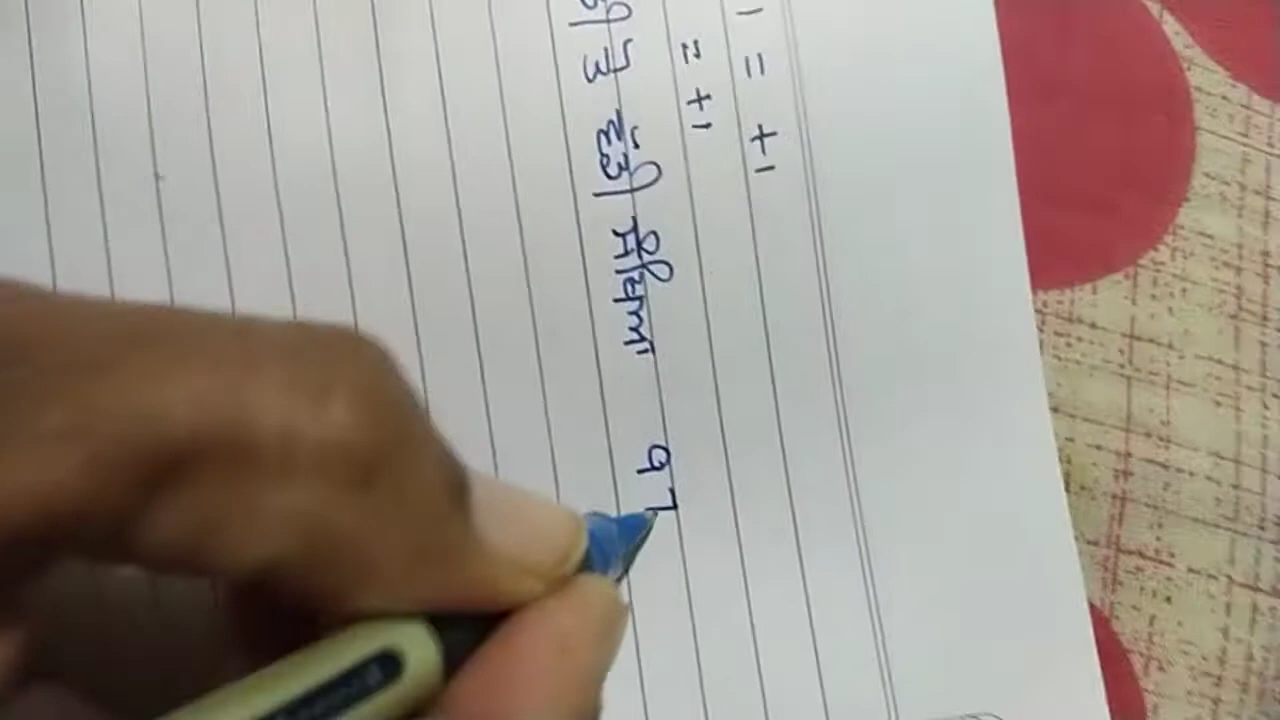 1 = +1
= +1
ਤੋਂ ਵੱਡੀ ਸੰਖਿਆ 97